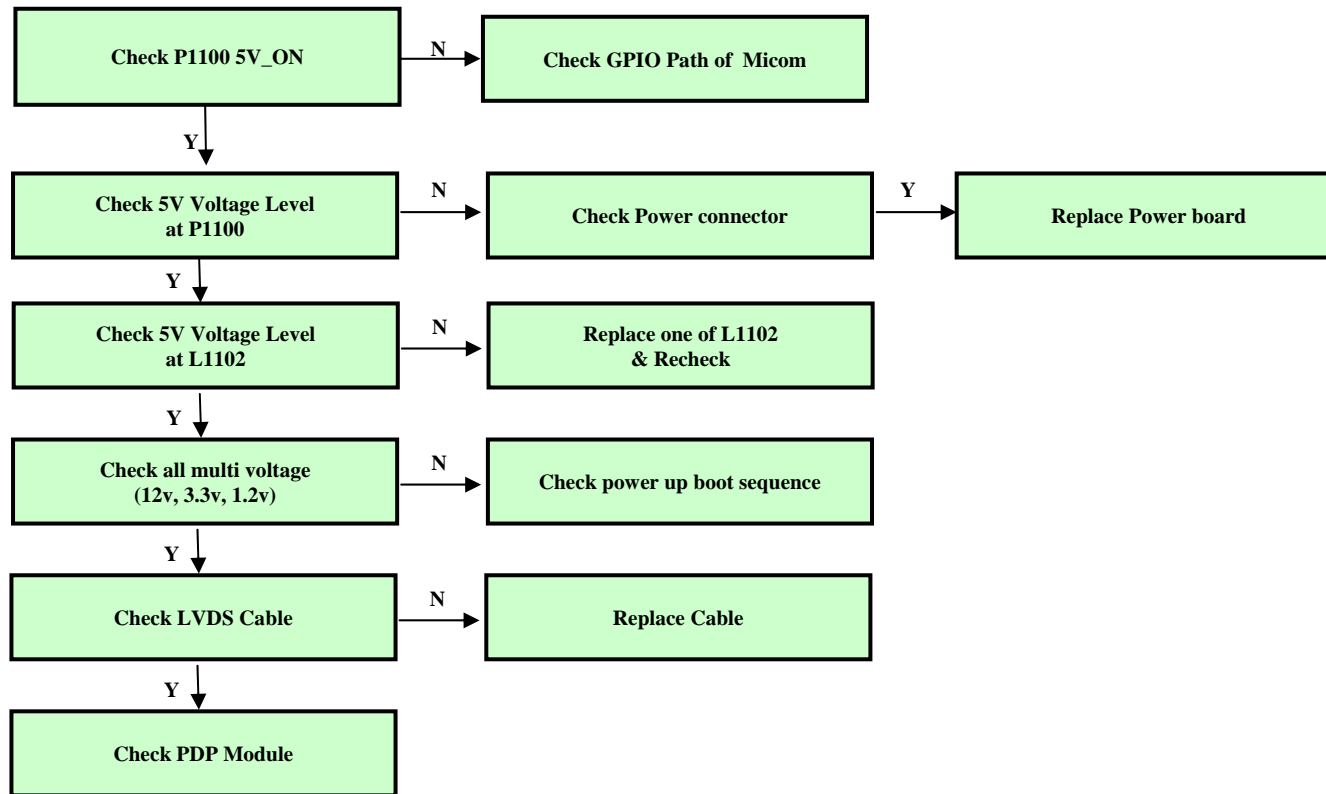 Check P1100 5V_ON
N
Check GPIO Path of Micom
Y
Check 5V Voltage Level
at P1100
N
Check Power connector
Y
Replace Power board
Y
Check 5V Voltage Level
at L1102
N
Replace one of L1102
& Recheck
Y
Check all multi voltage
(12v, 3.3v, 1.2v)
N
Check power up boot sequence
Y
Check LVDS Cable
N
Replace Cable
Y
Check PDP Module